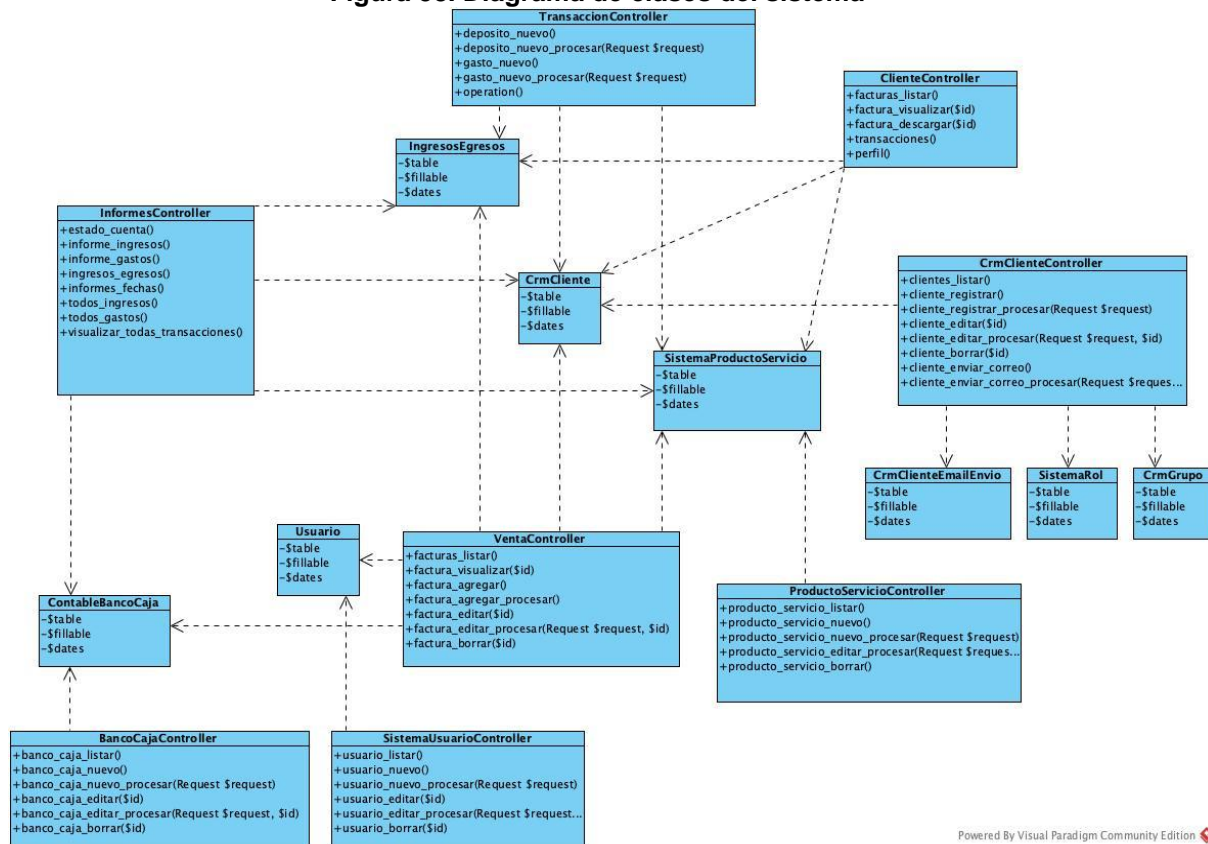 TransaccionController
+deposito_nuevo()
+deposito_nuevo_procesar(Request $request)
+gasto_nuevo()
+gasto_nuevo_procesar(Request $request)
+operation()
ClienteController
+facturas_listar()
+factura_visualizar($id)
+factura_descargar($id)
+transacciones()
+perfil()
IngresosEgresos
-$table
-$fillable
-$dates
InformesController
+estado_cuenta()
+informe_ingresos()
+informe_gastos()
+ingresos_egresos()
+informes_fechas()
+todos_ingresos()
+todos_gastos()
+visualizar_todas_transacciones()
CrmCliente
-$table
-$fillable
-$dates
CrmClienteController
+clientes_listar()
+cliente_registrar()
+cliente_registrar_procesar(Request $request)
+cliente_editar($id)
+cliente_editar_procesar(Request $request, $id)
+cliente_borrar($id)
+cliente_enviar_correo()
+cliente_enviar_correo_procesar(Request $reques...
SistemaProductoServicio
-$table
-$fillable
-$dates
CrmClienteEmailEnvio
-$table
-$fillable
-$dates
SistemaRol
-$table
-$fillable
-$dates
CrmGrupo
-$table
-$fillable
-$dates
Usuario
-$table
-$fillable
-$dates
VentaController
+facturas_listar()
+factura_visualizar($id)
+factura_agregar()
+factura_agregar_procesar()
+factura_editar($id)
+factura_editar_procesar(Request $request, $id)
+factura_borrar($id)
ContableBancoCaja
-$table
-$fillable
-$dates
ProductoServicioController
+producto_servicio_listar()
+producto_servicio_nuevo()
+producto_servicio_nuevo_procesar(Request $request)
+producto_servicio_editar_procesar(Request $reques...
+producto_servicio_borrar()
BancoCajaController
+banco_caja_listar()
+banco_caja_nuevo()
+banco_caja_nuevo_procesar(Request $request)
+banco_caja_editar($id)
+banco_caja_editar_procesar(Request $request, $id)
+banco_caja_borrar($id)
SistemaUsuarioController
+usuario_listar()
+usuario_nuevo()
+usuario_nuevo_procesar(Request $request)
+usuario_editar($id)
+usuario_editar_procesar(Request $request...
+usuario_borrar($id)
Powered By Visual Paradigm Community Edition